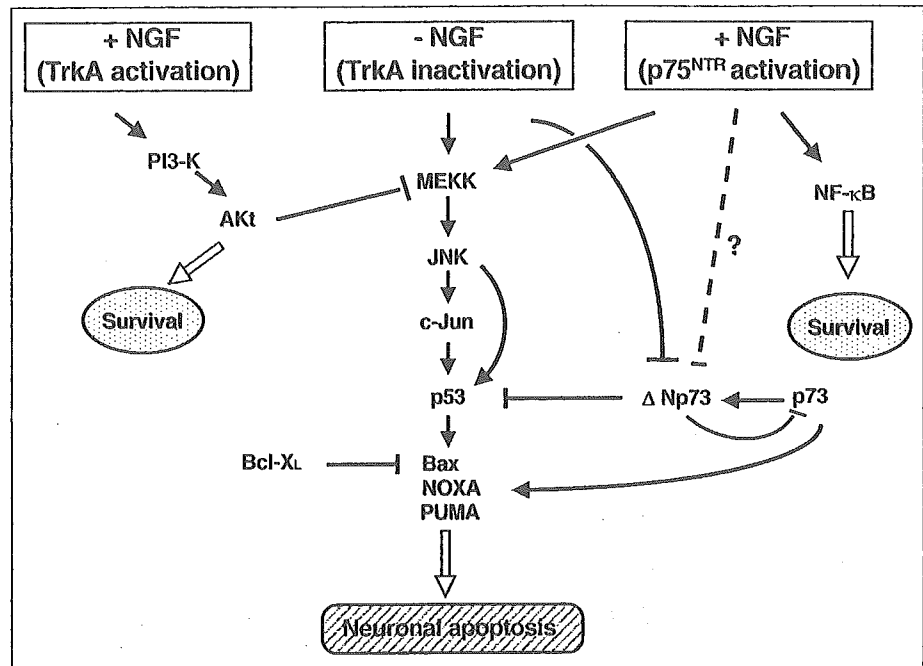 + NGF
(TrkA activation)
- NGF
(TrkA inactivation)
+ NGF
(p75NTR activation)
PI3-K
AKt
MEKK
NF-κB
JNK
?
Survival
c-Jun
Survival
p53
Δ Np73
p73
Bcl-XL
Bax
NOXA
PUMA
Neuronal apoptosis